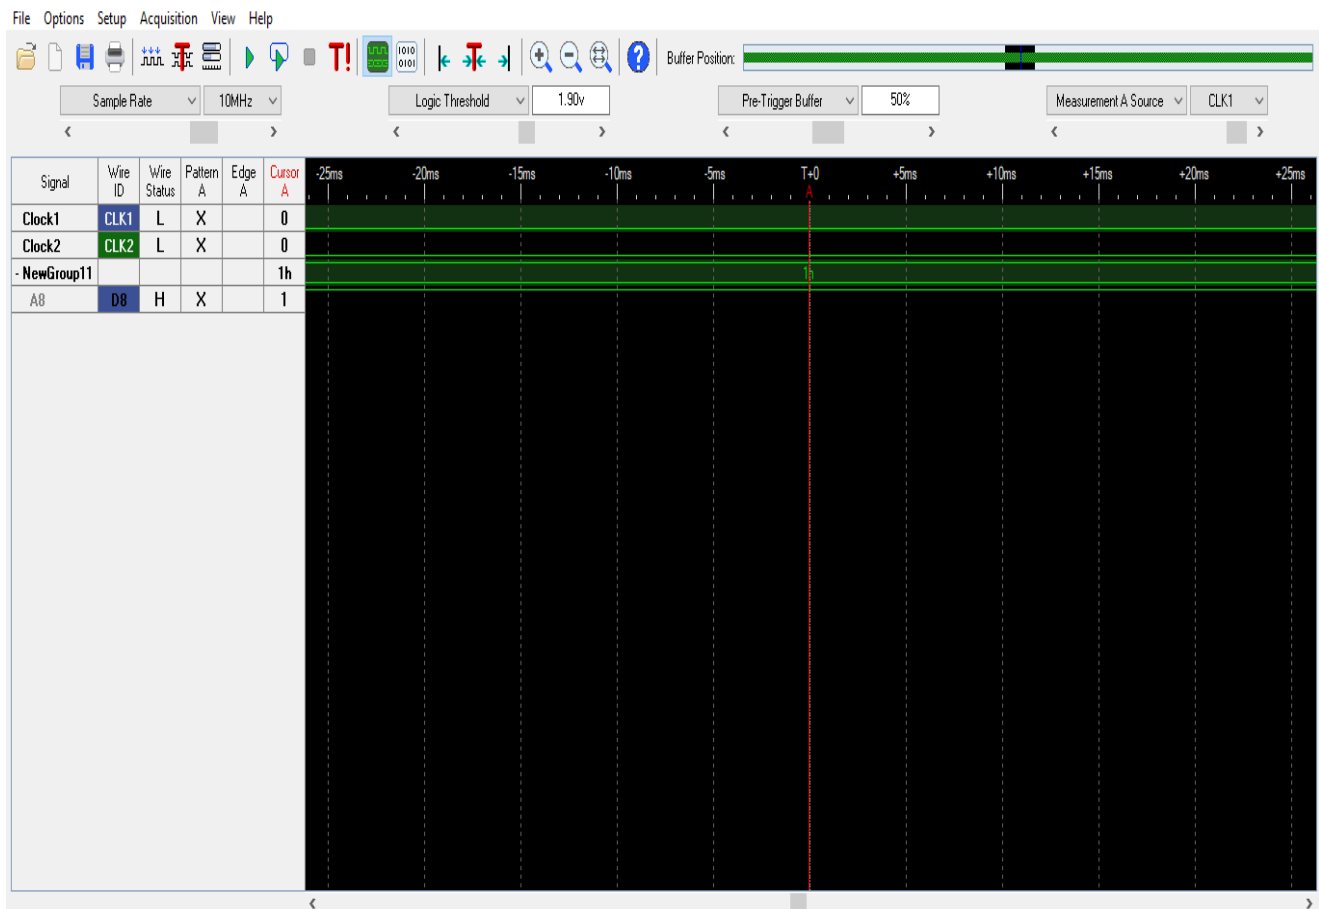 File Options Setup Acquisition View Help
T! 1010 0101 T ? Buffer Position:
Sample Rate 10MHz Logic Threshold 1.90v Pre-Trigger Buffer 50% Measurement A Source CLK1
Signal Wire ID Wire Status Pattern A Edge A Cursor A -25ms -20ms -15ms -10ms -5ms T+0 +5ms +10ms +15ms +20ms +25ms
A
Clock1 CLK1 L X 0
Clock2 CLK2 L X 0
- NewGroup11 1h 1h
A8 D8 H X 1